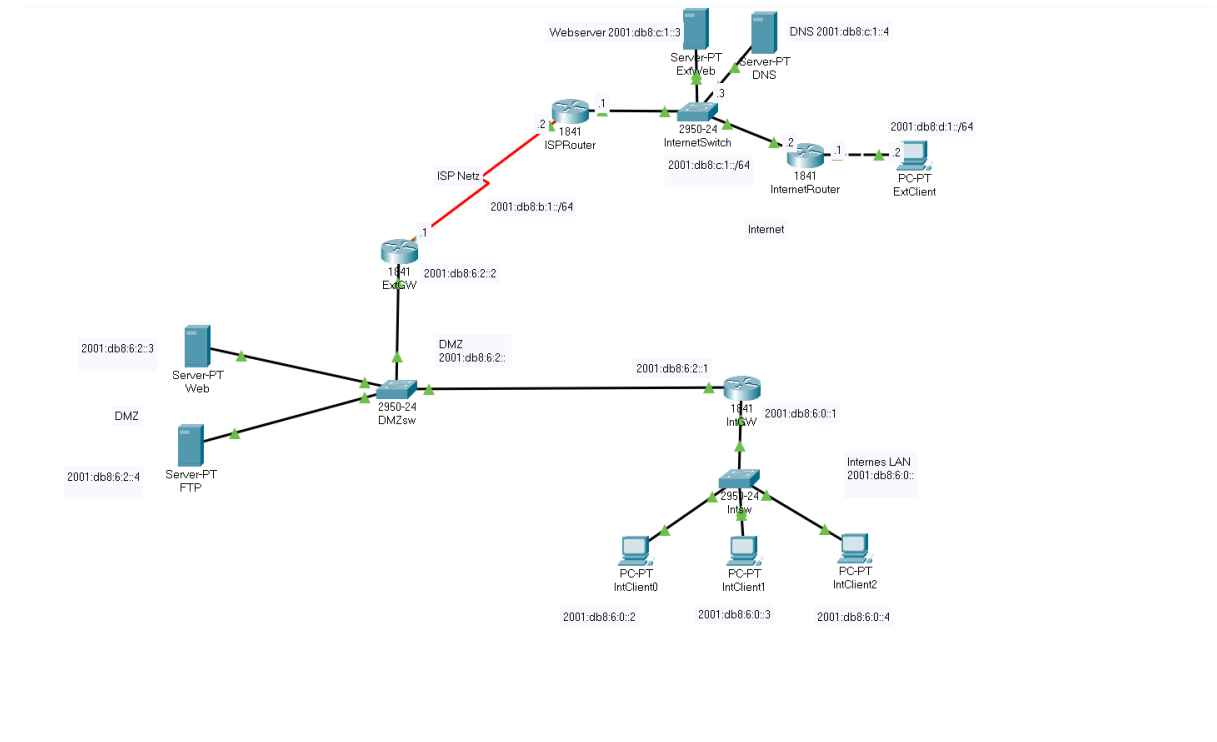 Webserver 2001:db8:c:1::3
Server-PT
ExtWeb
DNS 2001:db8:c:1::4
Server-PT
DNS
.1
.3
.2
1841
ISPRouter
2950-24
InternetSwitch
2001:db8:c:1:/64
.2
.1
.2
1841
InternetRouter
2001:db8:d:1::/64
PC-PT
ExtClient
ISP Netz
2001:db8:b:1::/64
Internet
.1
1841
ExtGW
2001:db8:6:2::2
2001:db8:6:2::3
Server-PT
Web
DMZ
2001:db8:6:2::
2950-24
DMZsw
DMZ
2001:db8:6:2::4
Server-PT
FTP
2001:db8:6:2::1
1841
IntGW
2001:db8:6:0::1
Internes LAN
2001:db8:6:0::
2950-24
Intsw
PC-PT
IntClient0
PC-PT
IntClient1
PC-PT
IntClient2
2001:db8:6:0::2
2001:db8:6:0::3
2001:db8:6:0::4